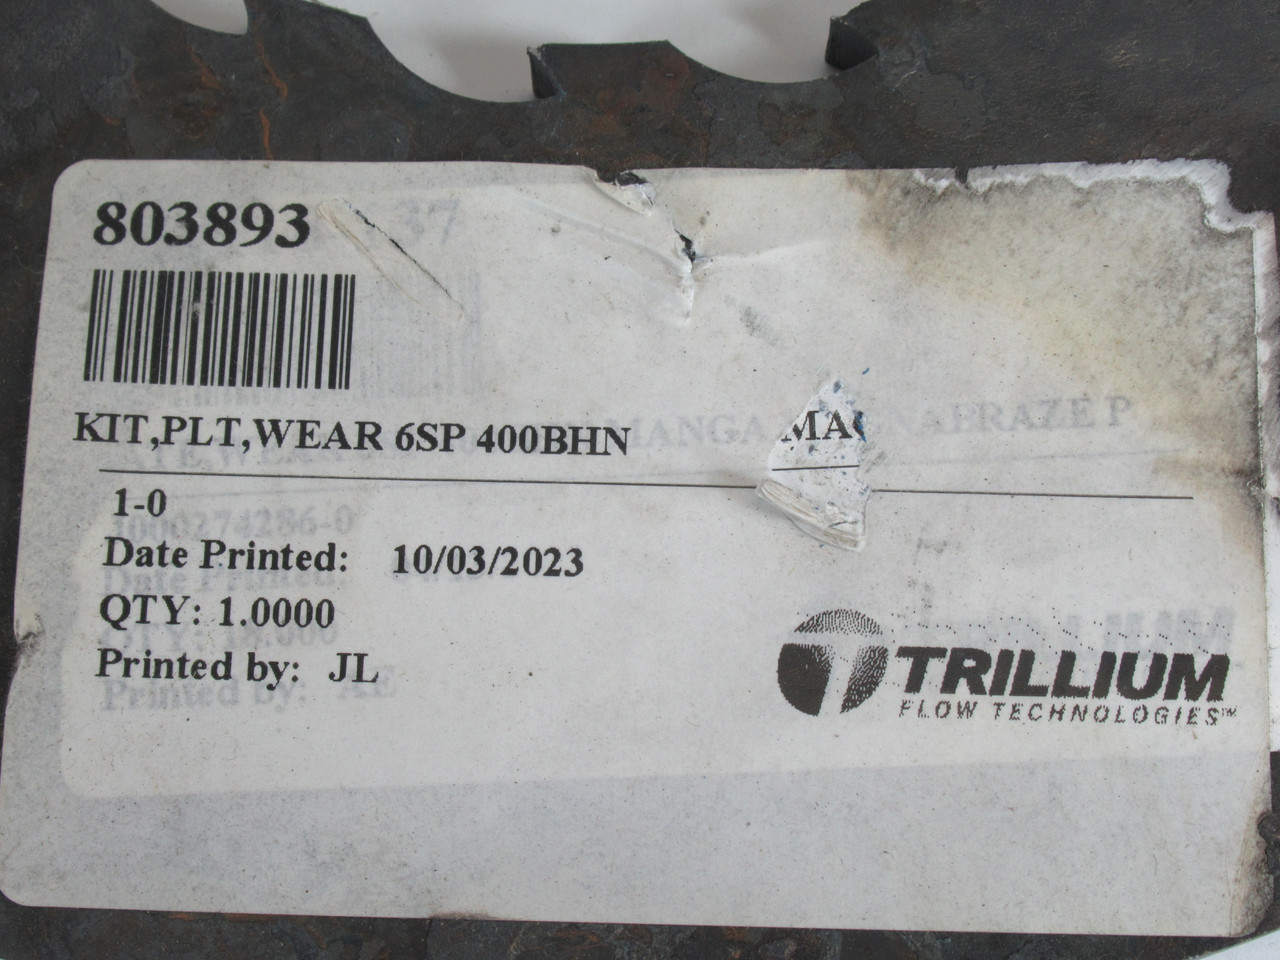 803893
KIT,PLT,WEAR 6SP 400BHN
1-0
Date Printed: 10/03/2023
QTY: 1.0000
Printed by: JL
TRILLIUM
FLOW TECHNOLOGIES™